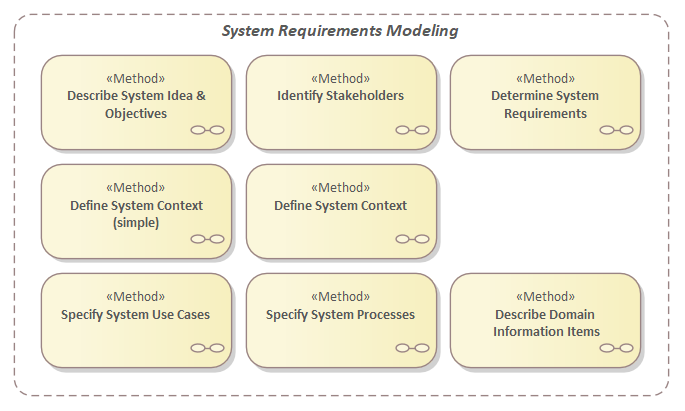 System Requirements Modeling
«Method»
Describe System Idea &
Objectives
«Method»
Identify Stakeholders
«Method»
Determine System
Requirements
«Method»
Define System Context
(simple)
«Method»
Define System Context
«Method»
Specify System Use Cases
«Method»
Specify System Processes
«Method»
Describe Domain
Information Items